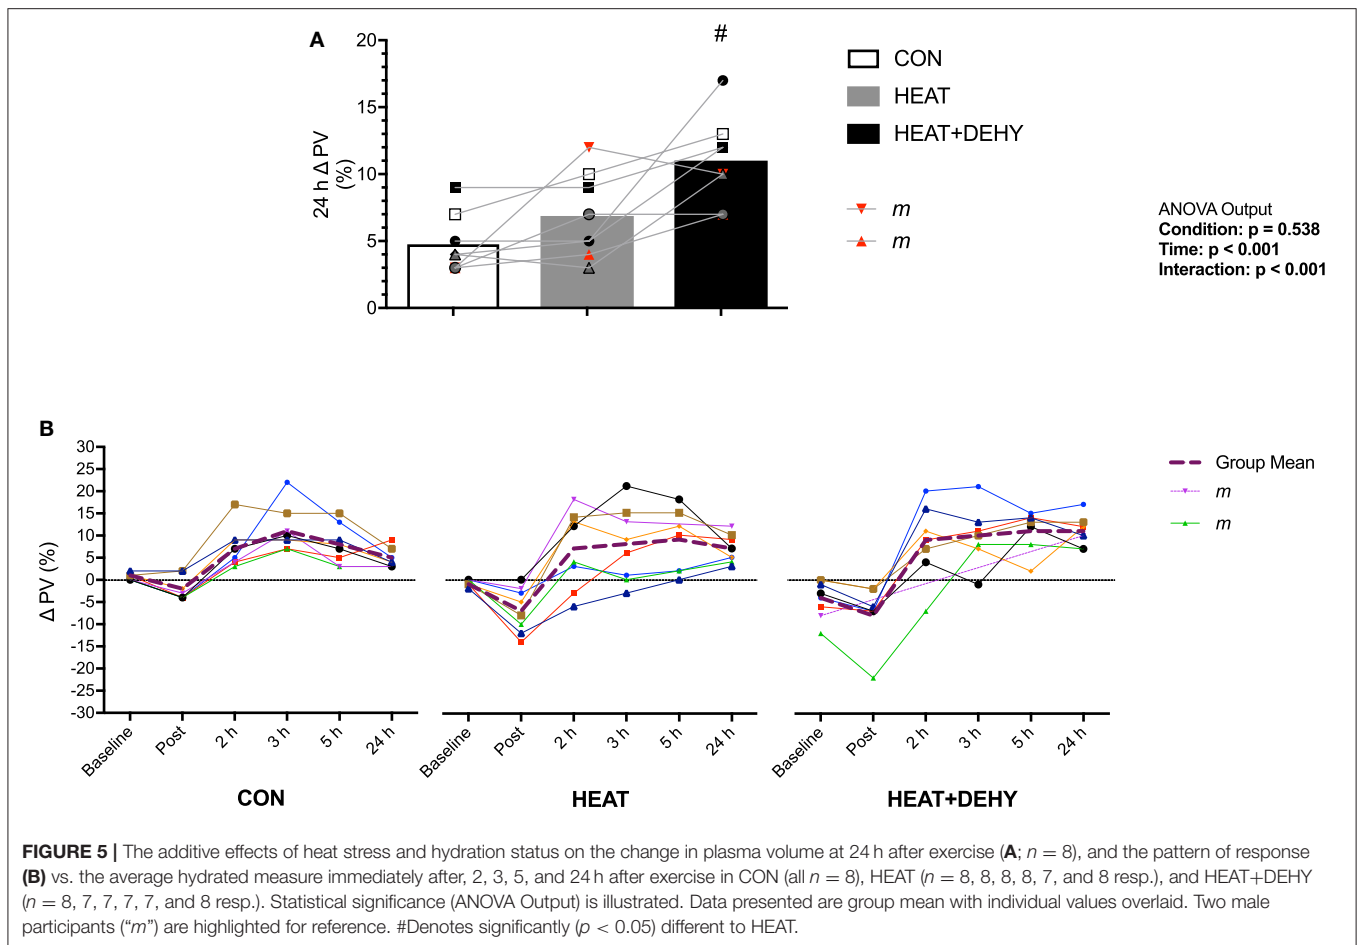 A
20
15
10
5
0
24 h Δ PV
(%)
#
CON
HEAT
HEAT+DEHY
m
m
ANOVA Output
Condition: p = 0.538
Time: p < 0.001
Interaction: p < 0.001
B
30
25
20
15
10
5
0
-5
-10
-15
-20
-25
-30
Δ PV (%)
Baseline
Post
2 h
3 h
5 h
24 h
CON
Baseline
Post
2 h
3 h
5 h
24 h
HEAT
Baseline
Post
2 h
3 h
5 h
24 h
HEAT+DEHY
Group Mean
m
m
FIGURE 5 | The additive effects of heat stress and hydration status on the change in plasma volume at 24 h after exercise (A; n = 8), and the pattern of response
(B) vs. the average hydrated measure immediately after, 2, 3, 5, and 24 h after exercise in CON (all n = 8), HEAT (n = 8, 8, 8, 8, 7, and 8 resp.), and HEAT+DEHY
(n = 8, 7, 7, 7, 7, and 8 resp.). Statistical significance (ANOVA Output) is illustrated. Data presented are group mean with individual values overlaid. Two male
participants (“m”) are highlighted for reference. #Denotes significantly (p < 0.05) different to HEAT.